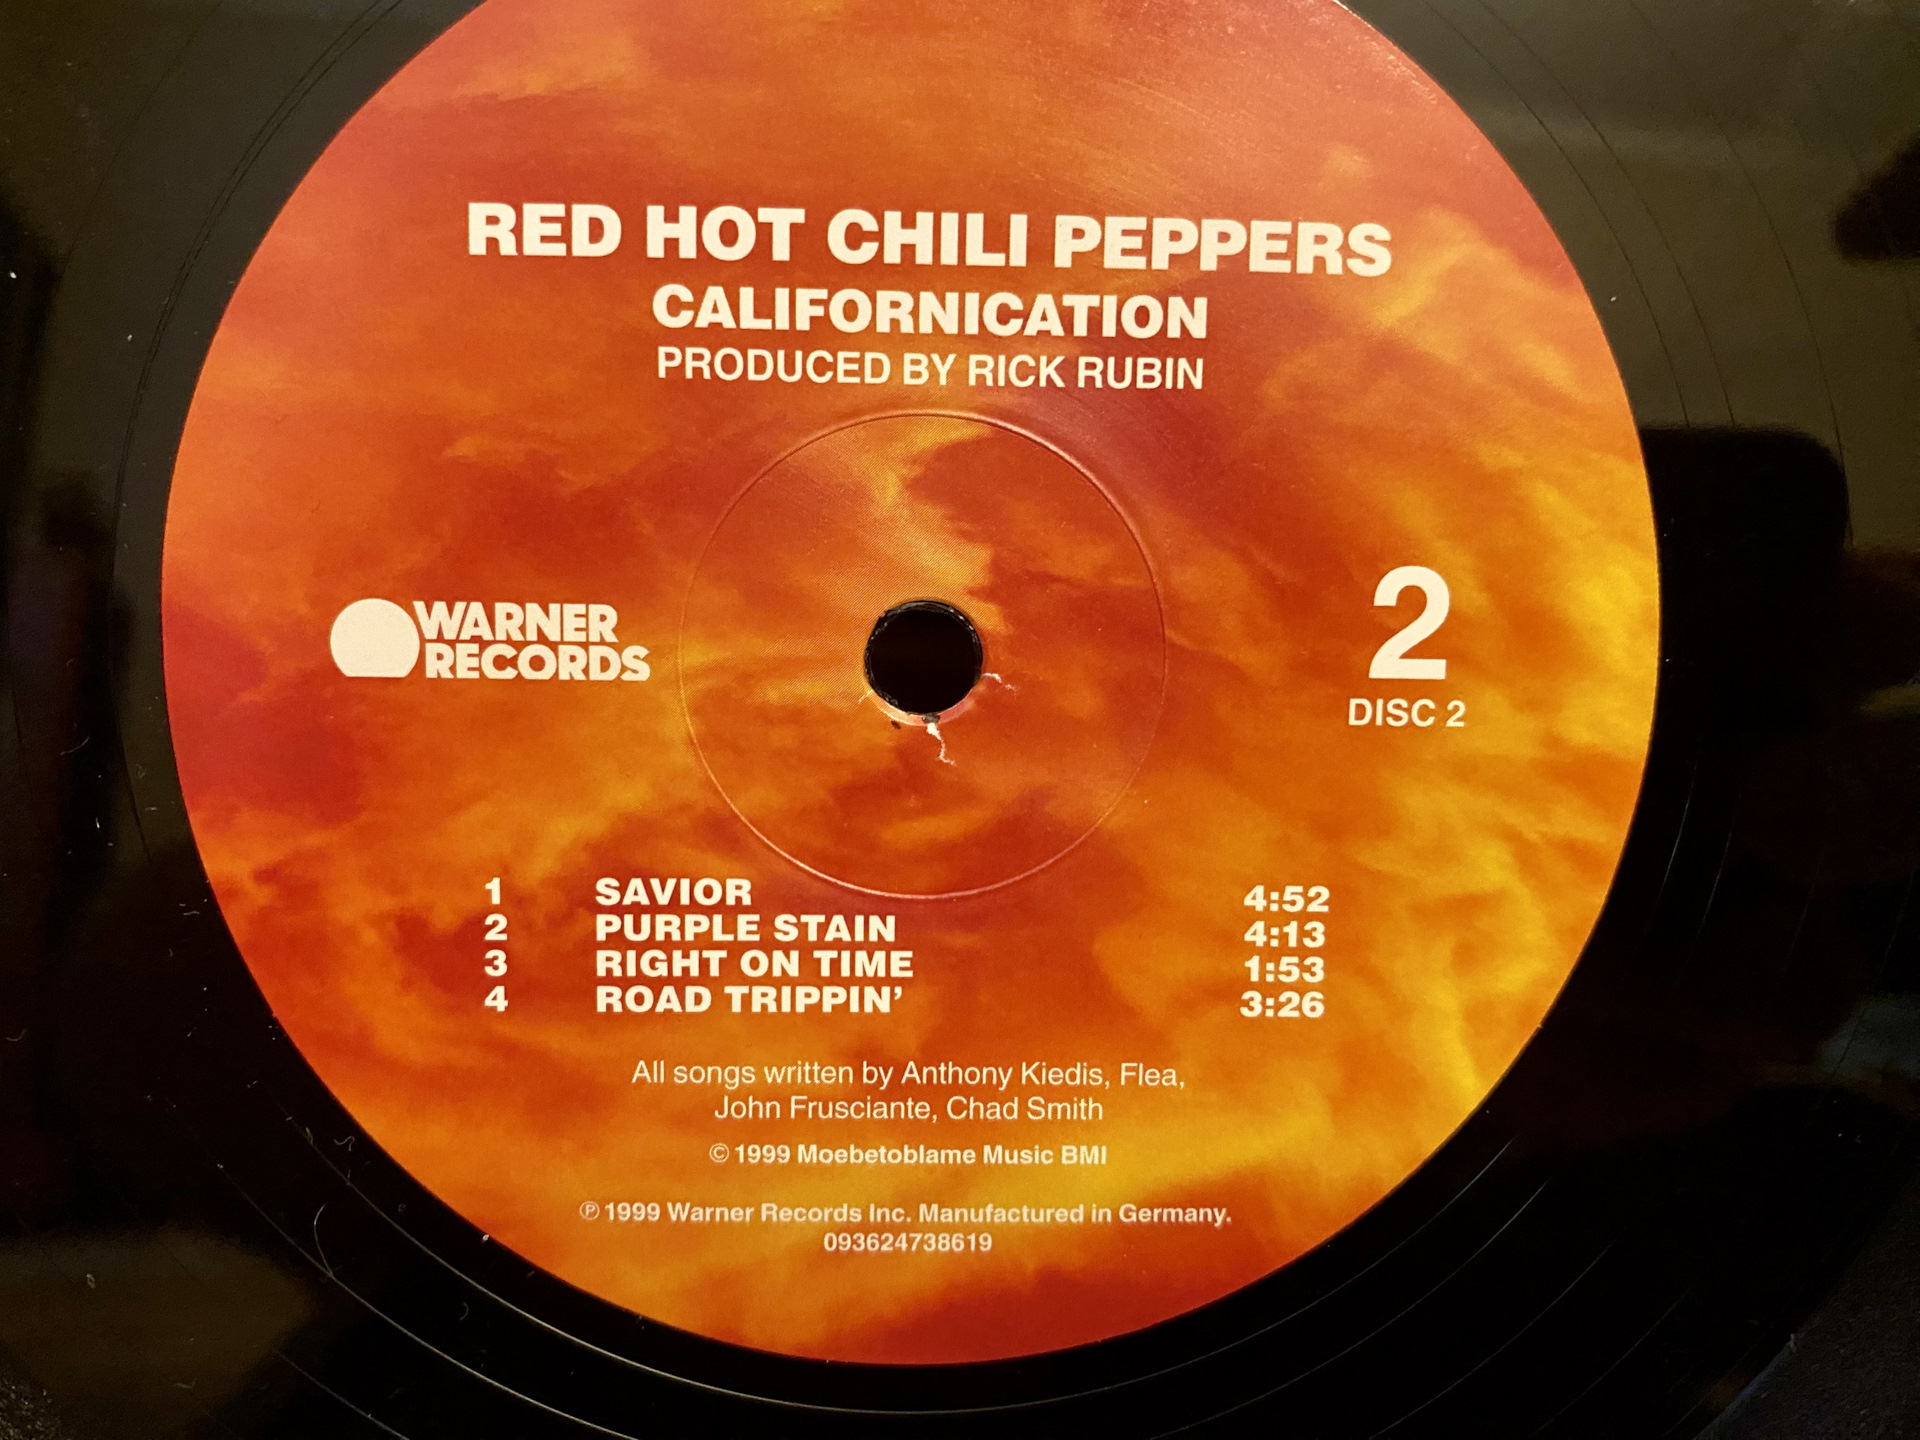 RED HOT CHILI PEPPERS
CALIFORNICATION
PRODUCED BY RICK RUBIN
WARNER
RECORDS
2
DISC 2
1 SAVIOR 4:52
2 PURPLE STAIN 4:13
3 RIGHT ON TIME 1:53
4 ROAD TRIPPIN’ 3:26
All songs written by Anthony Kiedis, Flea,
John Frusciante, Chad Smith
© 1999 Moebetoblame Music BMI
℗ 1999 Warner Records Inc. Manufactured in Germany.
093624738619